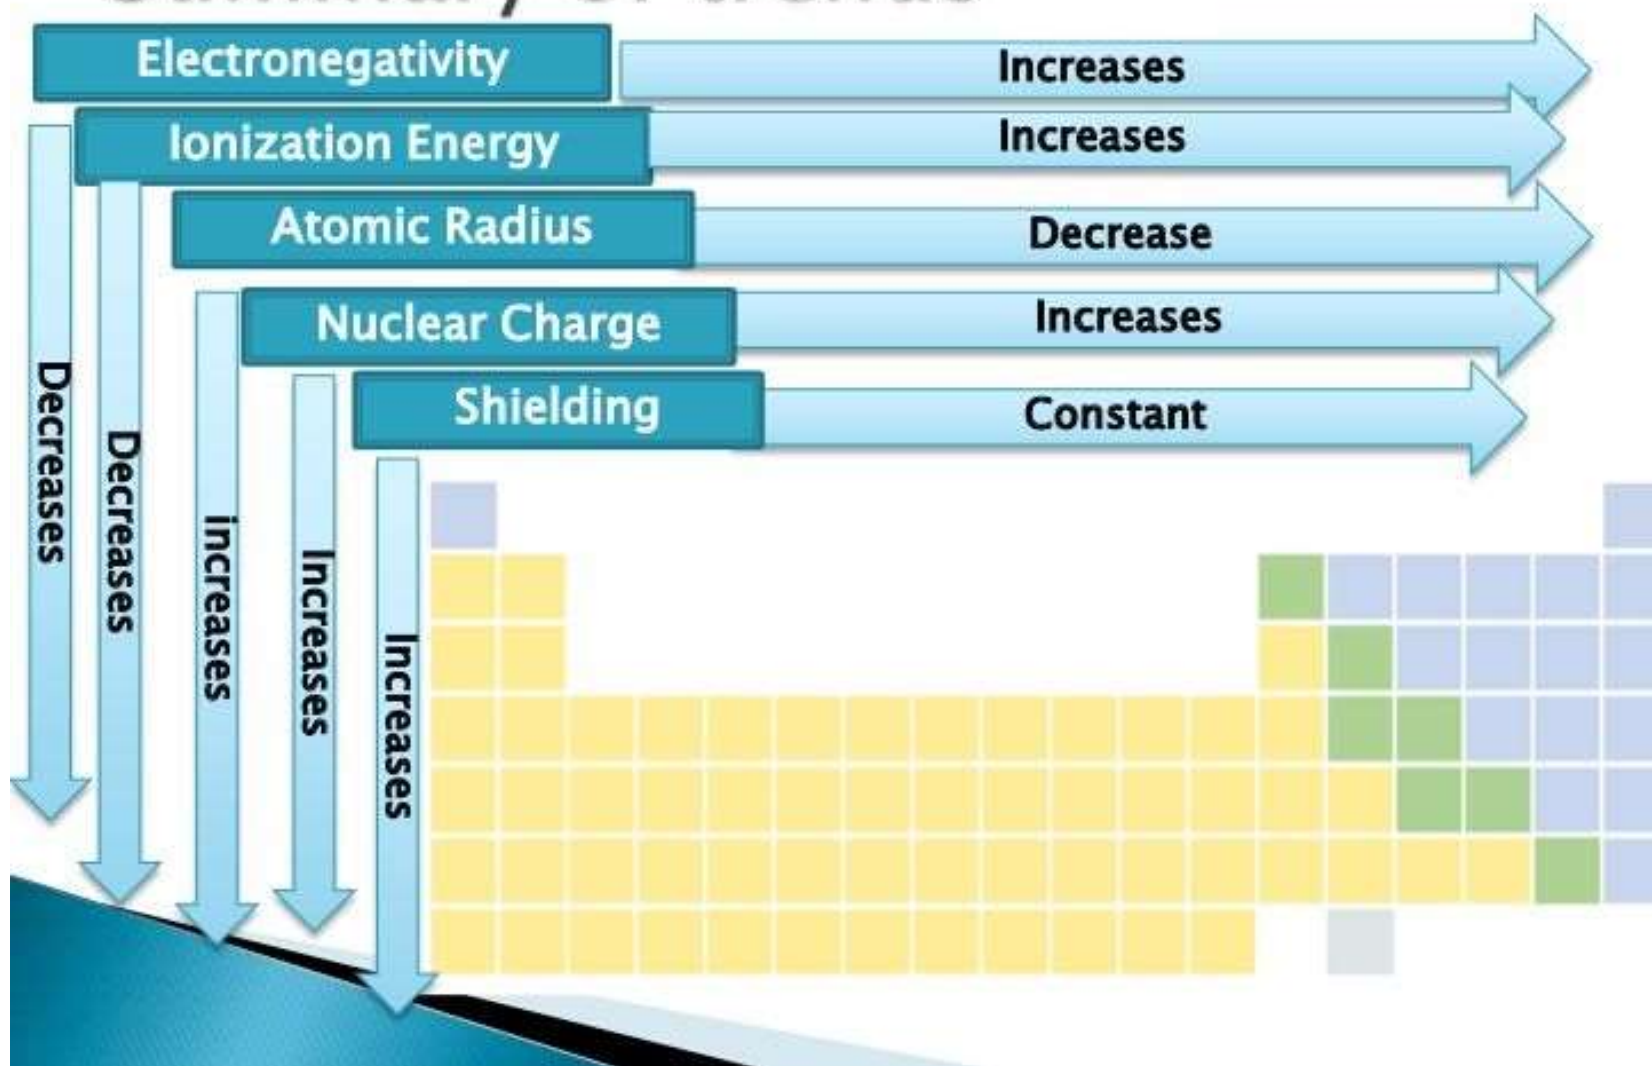 Electronegativity
Increases
Ionization Energy
Increases
Atomic Radius
Decrease
Nuclear Charge
Increases
Shielding
Constant
Decreases
Decreases
increases
Increases
Increases